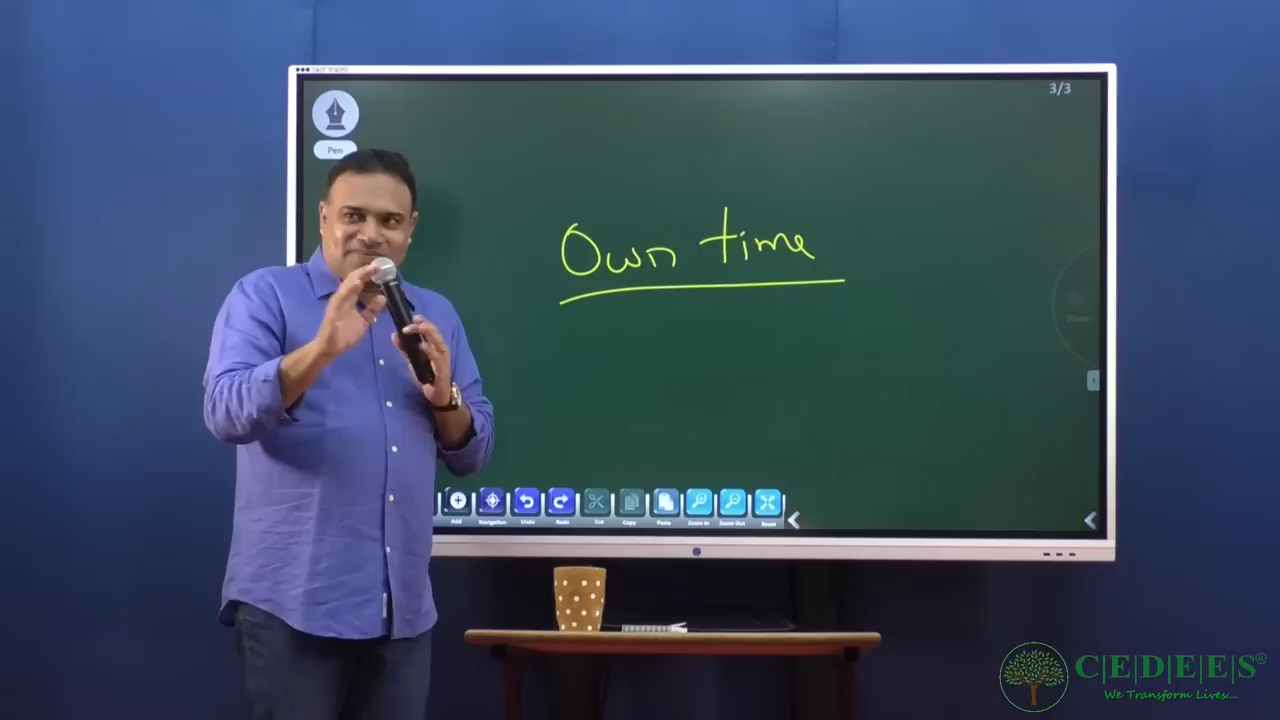 3/3
Pen
Own time
Add Navigation Undo Redo Cut Copy Paste Zoom In Zoom Out Reset
C|E|D|E|E|S®
We Transform Lives...